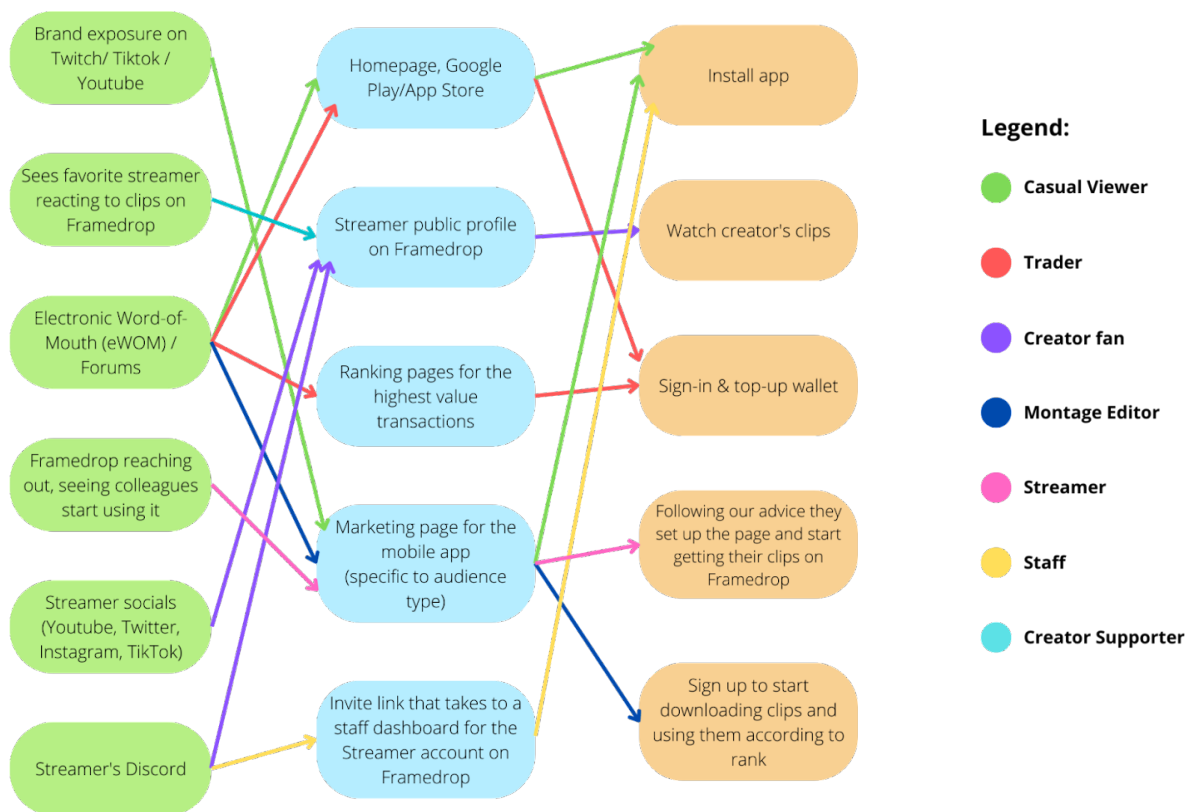 Brand exposure on
Twitch/ Tiktok /
Youtube
Sees favorite streamer
reacting to clips on
Framedrop
Electronic Word-of-
Mouth (eWOM) /
Forums
Framedrop reaching
out, seeing colleagues
start using it
Streamer socials
(Youtube, Twitter,
Instagram, TikTok)
Streamer's Discord
Homepage, Google
Play/App Store
Streamer public profile
on Framedrop
Ranking pages for the
highest value
transactions
Marketing page for the
mobile app
(specific to audience
type)
Invite link that takes to a
staff dashboard for the
Streamer account on
Framedrop
Install app
Watch creator's clips
Sign-in & top-up wallet
Following our advice they
set up the page and start
getting their clips on
Framedrop
Sign up to start
downloading clips and
using them according to
rank
Legend:
Casual Viewer
Trader
Creator fan
Montage Editor
Streamer
Staff
Creator Supporter